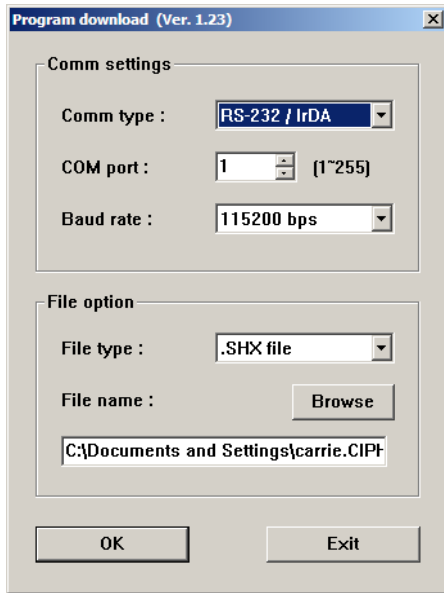 Program download (Ver. 1.23)
Comm settings
Comm type : RS-232 / IrDA
COM port : 1 (1~255)
Baud rate : 115200 bps
File option
File type : .SHX file
File name : Browse
C:\Documents and Settings\carrie.CIPH
OK Exit